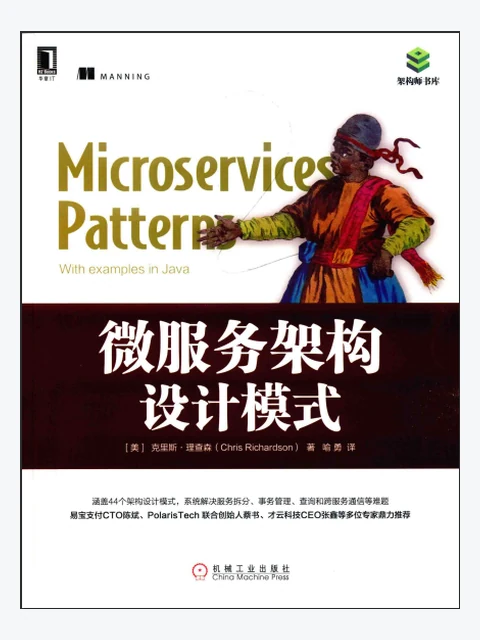 华章IT
MANNING
架构师书库
Microservices
Patterns
With examples in Java
微服务架构
设计模式
[美] 克里斯·理查森（Chris Richardson）著 喻勇 译
涵盖44个架构设计模式，系统解决服务拆分、事务管理、查询和跨服务通信等难题
易宝支付CTO陈斌、PolarisTech 联合创始人蔡书、才云科技CEO张鑫等多位专家鼎力推荐
机械工业出版社
China Machine Press